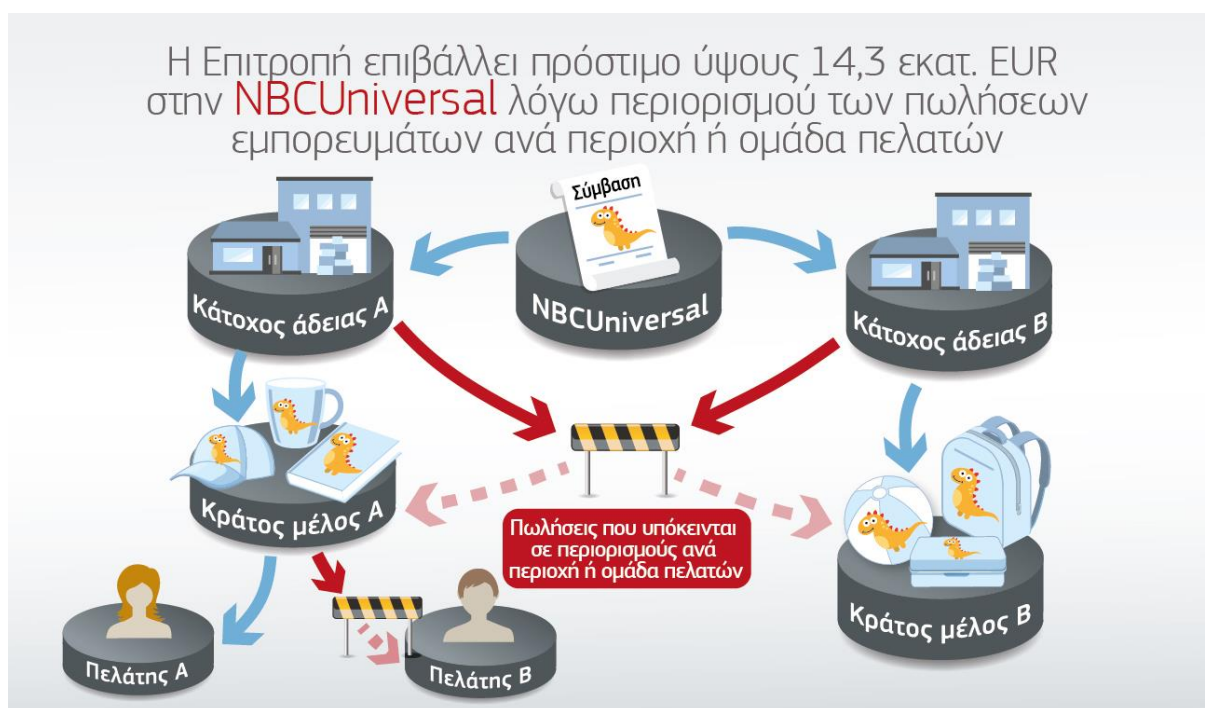 Η Επιτροπή επιβάλλει πρόστιμο ύψους 14,3 εκατ. EUR
στην NBCUniversal λόγω περιορισμού των πωλήσεων
εμπορευμάτων ανά περιοχή ή ομάδα πελατών
Σύμβαση
Κάτοχος άδειας A
NBCUniversal
Κάτοχος άδειας B
Κράτος μέλος A
Πωλήσεις που υπόκεινται
σε περιορισμούς ανά
περιοχή ή ομάδα πελατών
Κράτος μέλος B
Πελάτης A
Πελάτης B